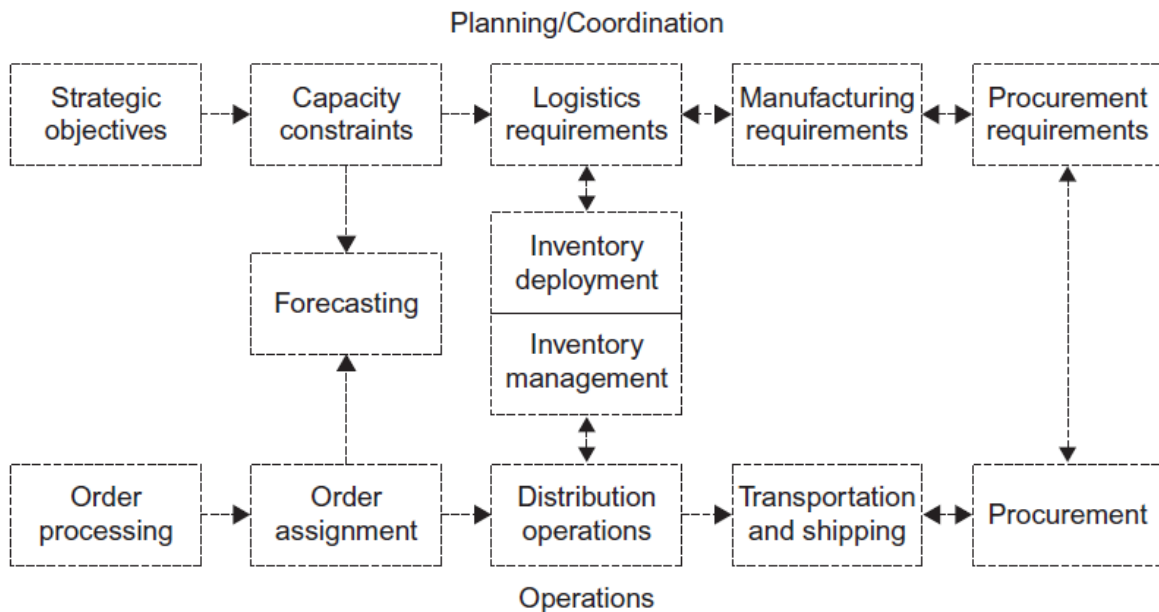 Planning/Coordination
Strategic
objectives
Capacity
constraints
Logistics
requirements
Manufacturing
requirements
Procurement
requirements
Forecasting
Inventory
deployment
Inventory
management
Order
processing
Order
assignment
Distribution
operations
Transportation
and shipping
Procurement
Operations